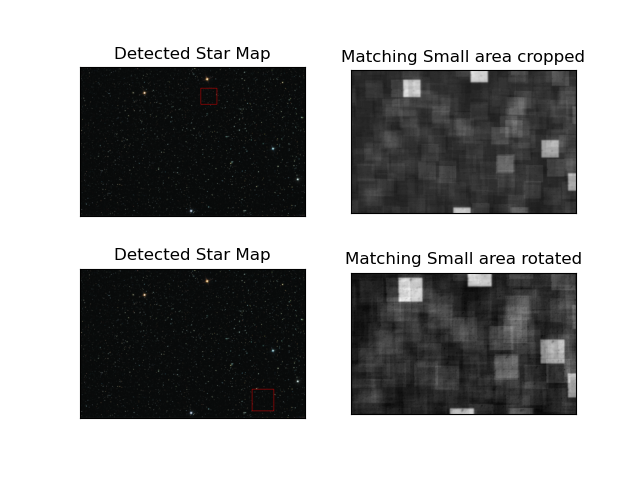 Detected Star Map
Matching Small area cropped
Detected Star Map
Matching Small area rotated